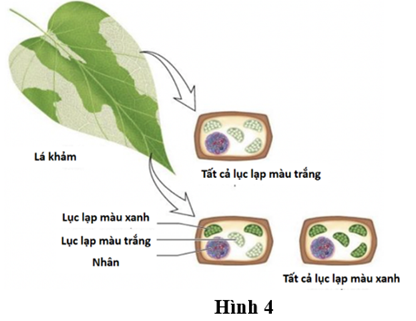 Lá khảm
Tất cả lục lạp màu trắng
Lục lạp màu xanh
Lục lạp màu trắng
Nhân
Tất cả lục lạp màu xanh
Hình 4